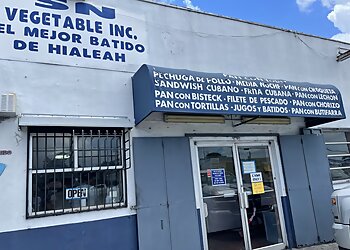 SN
VEGETABLE INC.
EL MEJOR BATIDO
DE HIALEAH
PECHUGA DE POLLO - MEDIA NOCHE - PAN CON CROQUETA
SANDWISH CUBANO - FRITA CUBANA - PAN CON LECHON
PAN CON BISTECK - FILETE DE PESCADO - PAN CON CHORIZO
PAN CON TORTILLAS - JUGOS Y BATIDOS - PAN CON BUTIFARRA
SN
OPEN